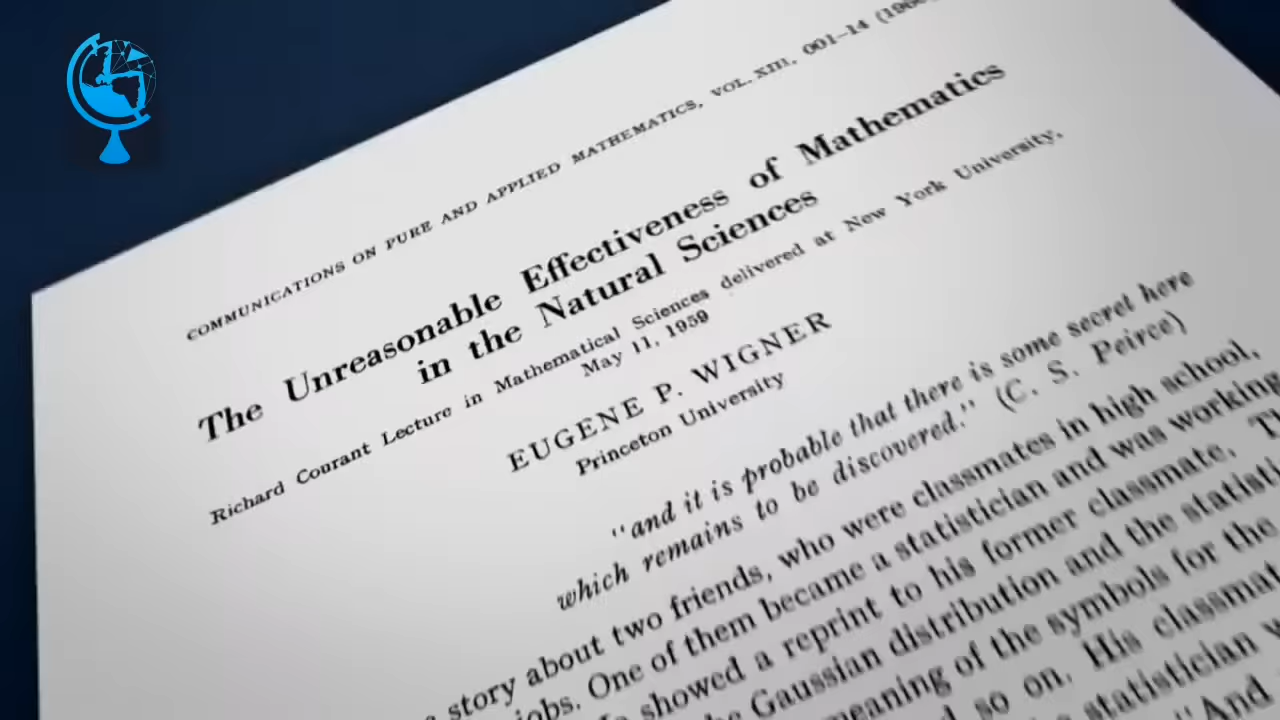 COMMUNICATIONS ON PURE AND APPLIED MATHEMATICS, VOL. XIII, 001–14
The Unreasonable Effectiveness of Mathematics
in the Natural Sciences
Richard Courant Lecture in Mathematical Sciences delivered at New York University,
May 11, 1959
EUGENE P. WIGNER
Princeton University
"and it is probable that there is some secret here
which remains to be discovered." (C. S. Peirce)
story about two friends, who were classmates in high school,
jobs. One of them became a statistician and was working
showed a reprint to his former classmate.
Gaussian distribution and the
meaning of the symbols for the
so on. His
statistician
"And